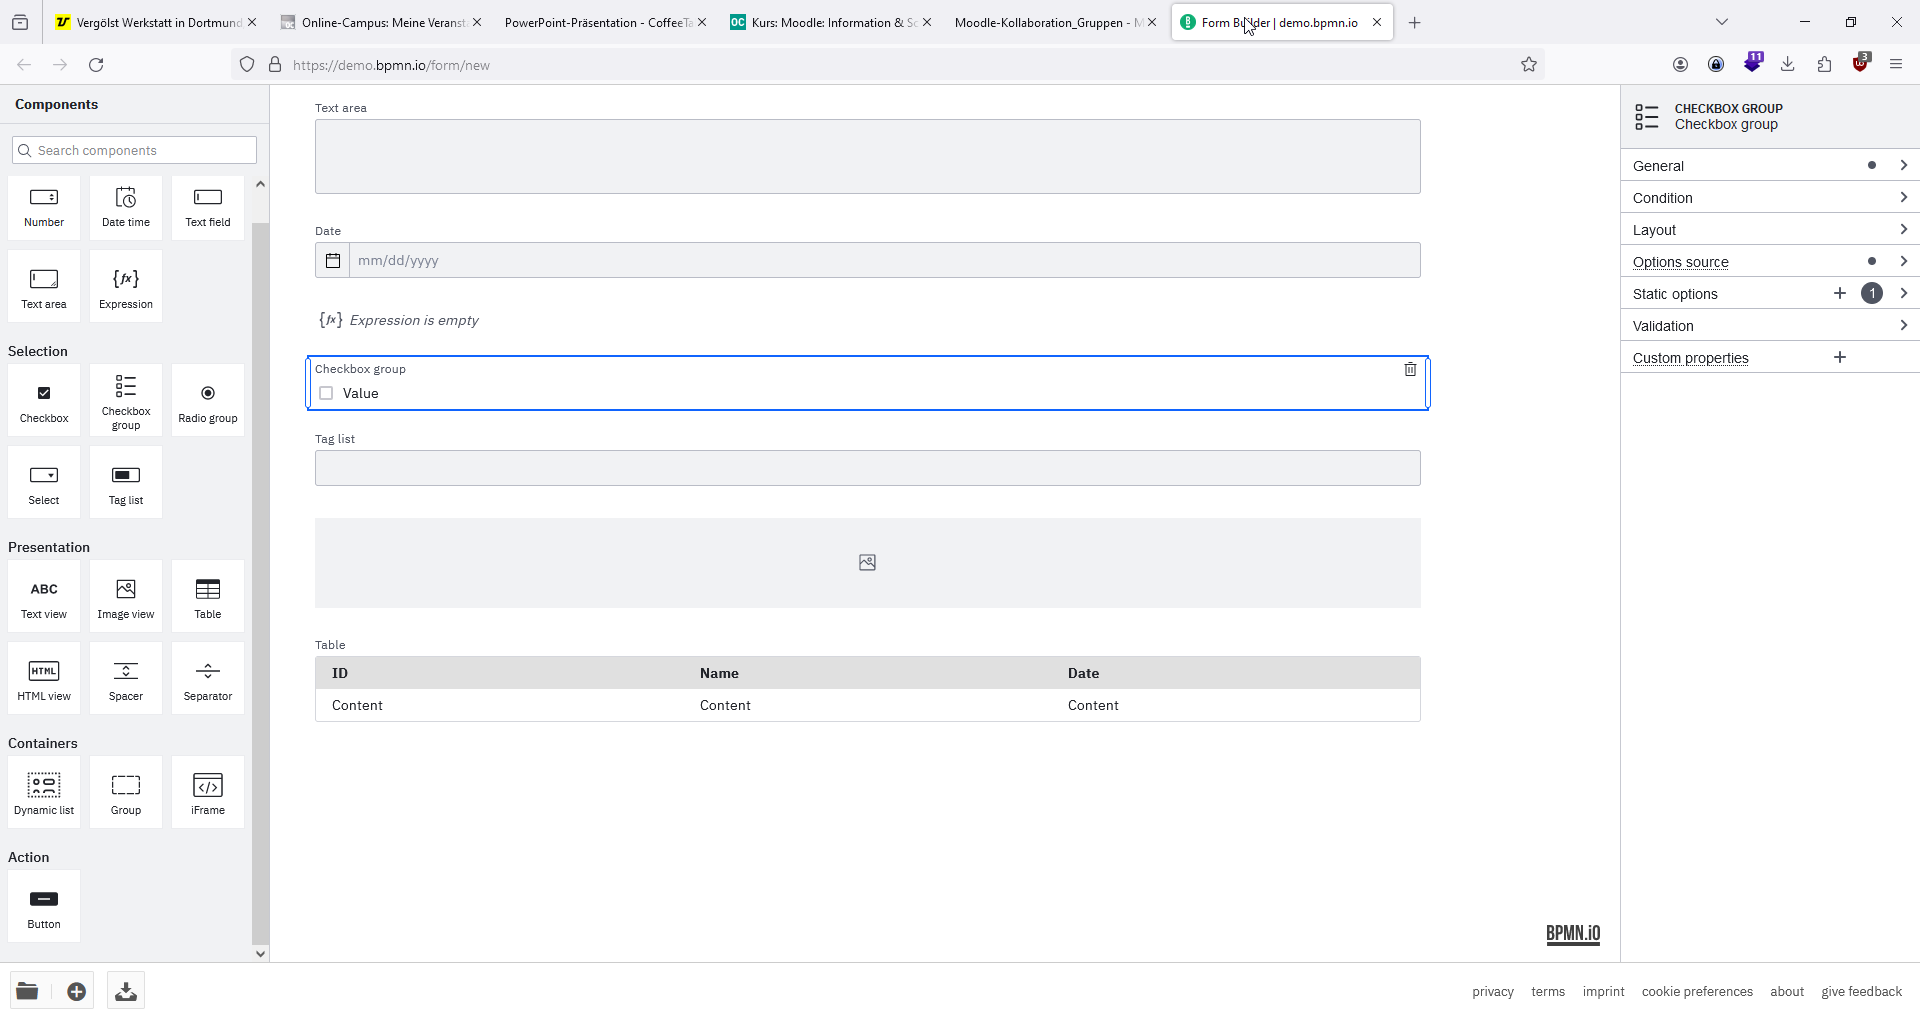 Vergölst Werkstatt in Dortmund
Online-Campus: Meine Veranst
PowerPoint-Präsentation - CoffeeTa
Kurs: Moodle: Information & Sc
Moodle-Kollaboration_Gruppen - M
Form Builder | demo.bpmn.io
https://demo.bpmn.io/form/new
11
3
Components
Search components
Number
Date time
Text field
Text area
Expression
Selection
Checkbox
Checkbox
group
Radio group
Select
Tag list
Presentation
ABC
Text view
Image view
Table
HTML
HTML view
Spacer
Separator
Containers
Dynamic list
Group
iFrame
Action
Button
Text area
Date
mm/dd/yyyy
{fx} Expression is empty
Checkbox group
Value
Tag list
Table
ID Name Date
Content Content Content
BPMN.iO
CHECKBOX GROUP
Checkbox group
General
Condition
Layout
Options source
Static options 1
Validation
Custom properties
privacy terms imprint cookie preferences about give feedback